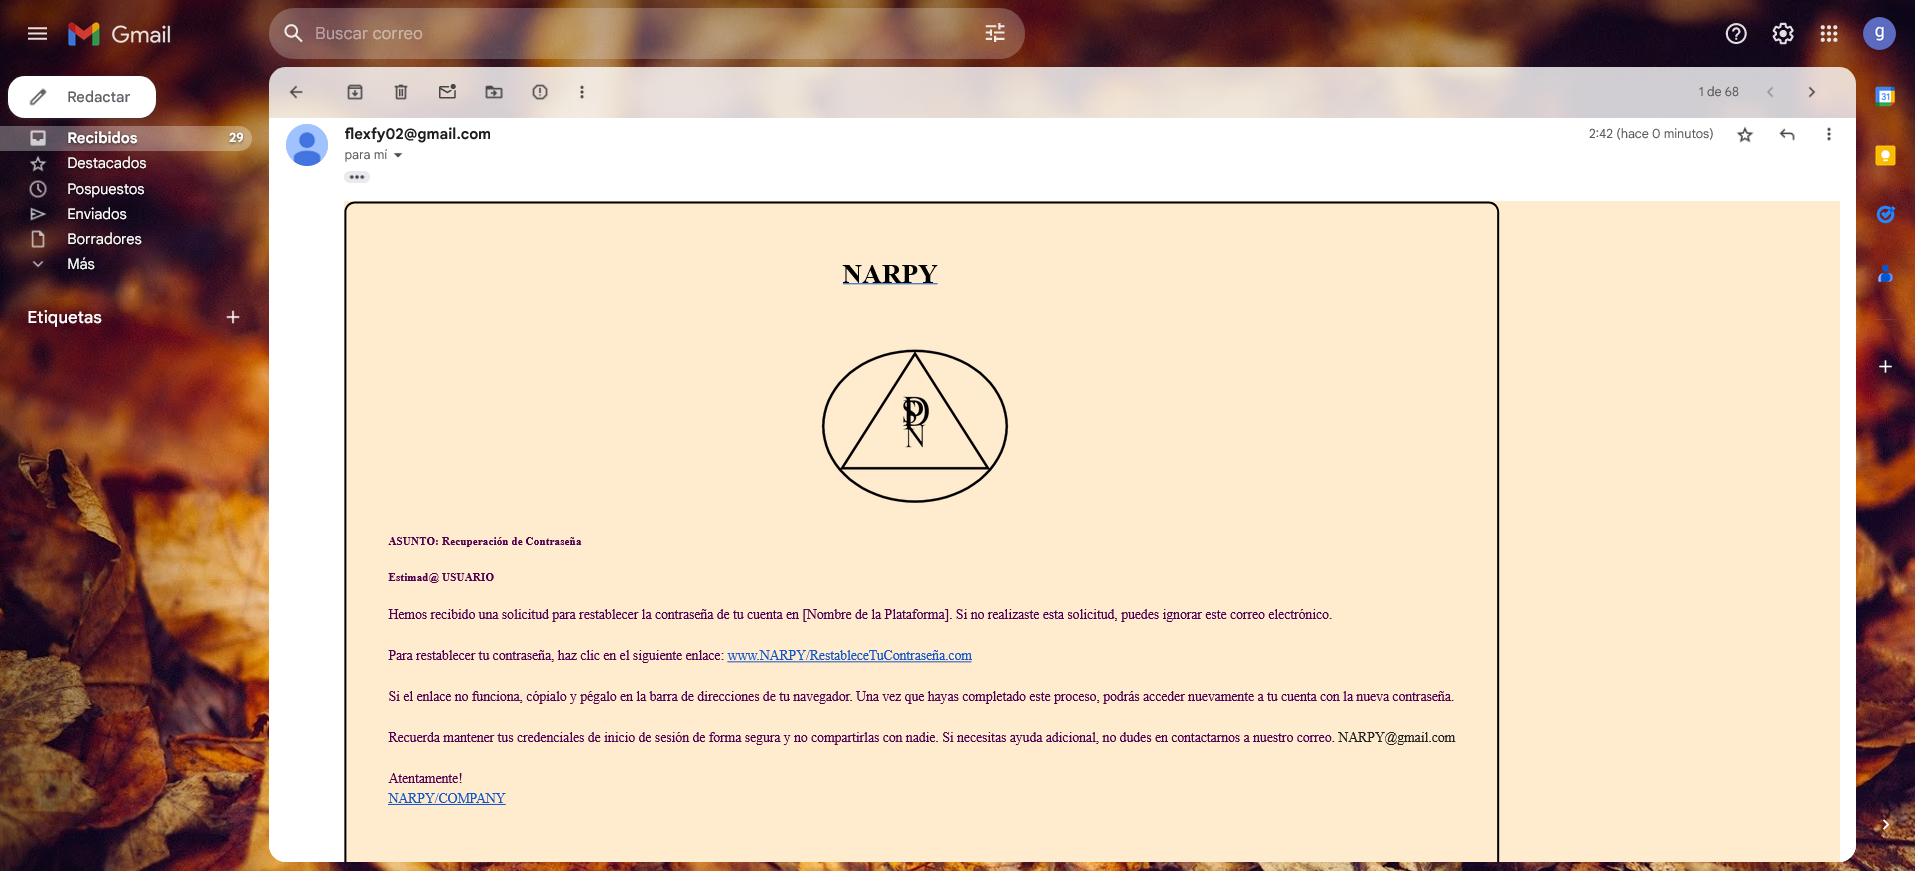 Gmail
Buscar correo
g
Redactar
1 de 68
31
Recibidos 29
flexfy02@gmail.com
2:42 (hace 0 minutos)
para mí
Destacados
Pospuestos
Enviados
Borradores
Más
Etiquetas
NARPY
S
D
P
N
ASUNTO: Recuperación de Contraseña
Estimad@ USUARIO
Hemos recibido una solicitud para restablecer la contraseña de tu cuenta en [Nombre de la Plataforma]. Si no realizaste esta solicitud, puedes ignorar este correo electrónico.
Para restablecer tu contraseña, haz clic en el siguiente enlace: www.NARPY/RestableceTuContraseña.com
Si el enlace no funciona, cópialo y pégalo en la barra de direcciones de tu navegador. Una vez que hayas completado este proceso, podrás acceder nuevamente a tu cuenta con la nueva contraseña.
Recuerda mantener tus credenciales de inicio de sesión de forma segura y no compartirlas con nadie. Si necesitas ayuda adicional, no dudes en contactarnos a nuestro correo. NARPY@gmail.com
Atentamente!
NARPY/COMPANY